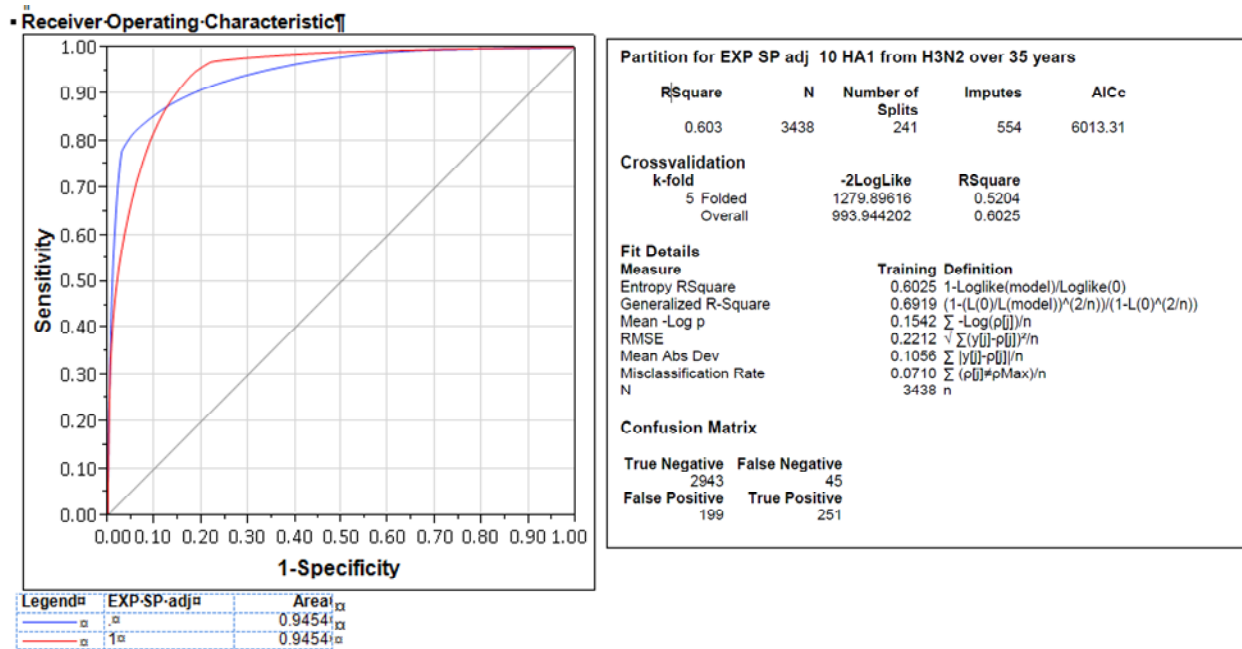 ¤
▪ Receiver·Operating·Characteristic¶
1.00
0.90
0.80
0.70
0.60
0.50
0.40
0.30
0.20
0.10
0.00
Sensitivity
0.00 0.10 0.20 0.30 0.40 0.50 0.60 0.70 0.80 0.90 1.00
1-Specificity
Legend¤ EXP·SP·adj¤ Area¤
¤ .¤ 0.9454¤
¤ 1¤ 0.9454¤
Partition for EXP SP adj 10 HA1 from H3N2 over 35 years
RSquare N Number of Splits Imputes AICc
0.603 3438 241 554 6013.31
Crossvalidation
k-fold -2LogLike RSquare
5 Folded 1279.89616 0.5204
Overall 993.944202 0.6025
Fit Details
Measure Training Definition
Entropy RSquare 0.6025 1-Loglike(model)/Loglike(0)
Generalized R-Square 0.6919 (1-(L(0)/L(model))^(2/n))/(1-L(0)^(2/n))
Mean -Log p 0.1542 ∑ -Log(ρ[j])/n
RMSE 0.2212 √ ∑(y[j]-ρ[j])²/n
Mean Abs Dev 0.1056 ∑ |y[j]-ρ[j]|/n
Misclassification Rate 0.0710 ∑ (ρ[j]≠ρMax)/n
N 3438 n
Confusion Matrix
True Negative False Negative
2943 45
False Positive True Positive
199 251